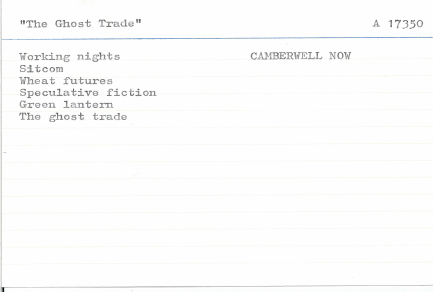 "The Ghost Trade" A 17350
Working nights CAMBERWELL NOW
Sitcom
Wheat futures
Speculative fiction
Green lantern
The ghost trade